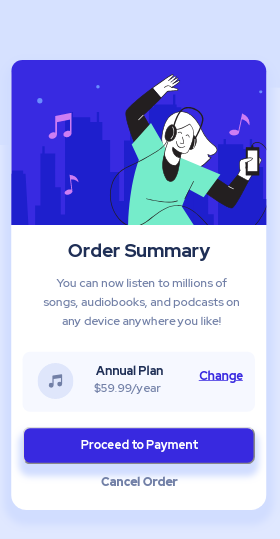 Order Summary
You can now listen to millions of
songs, audiobooks, and podcasts on
any device anywhere you like!
Annual Plan
$59.99/year
Change
Proceed to Payment
Cancel Order